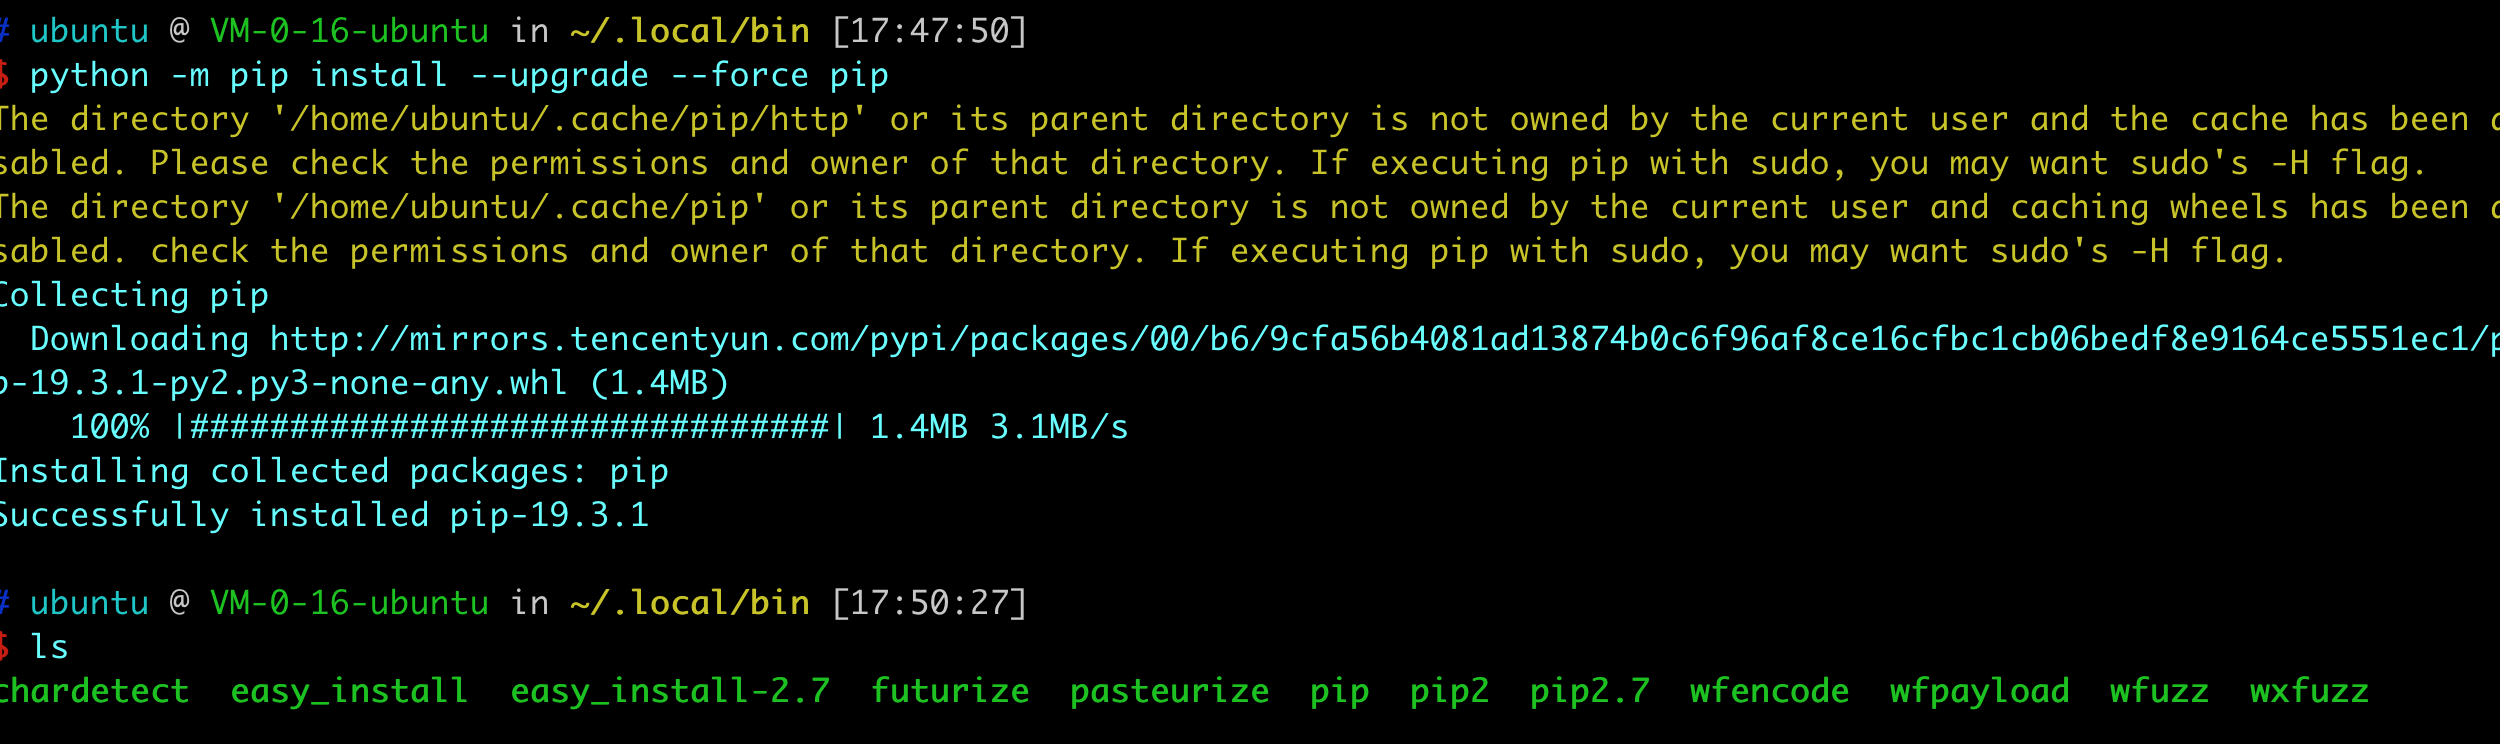 # ubuntu @ VM-0-16-ubuntu in ~/.local/bin [17:47:50]
$ python -m pip install --upgrade --force pip
The directory '/home/ubuntu/.cache/pip/http' or its parent directory is not owned by the current user and the cache has been d
sabled. Please check the permissions and owner of that directory. If executing pip with sudo, you may want sudo's -H flag.
The directory '/home/ubuntu/.cache/pip' or its parent directory is not owned by the current user and caching wheels has been d
sabled. check the permissions and owner of that directory. If executing pip with sudo, you may want sudo's -H flag.
Collecting pip
  Downloading http://mirrors.tencentyun.com/pypi/packages/00/b6/9cfa56b4081ad13874b0c6f96af8ce16cfbc1cb06bedf8e9164ce5551ec1/p
p-19.3.1-py2.py3-none-any.whl (1.4MB)
    100% |################################| 1.4MB 3.1MB/s
Installing collected packages: pip
Successfully installed pip-19.3.1
# ubuntu @ VM-0-16-ubuntu in ~/.local/bin [17:50:27]
$ ls
chardetect  easy_install  easy_install-2.7  futurize  pasteurize  pip  pip2  pip2.7  wfencode  wfpayload  wfuzz  wxfuzz